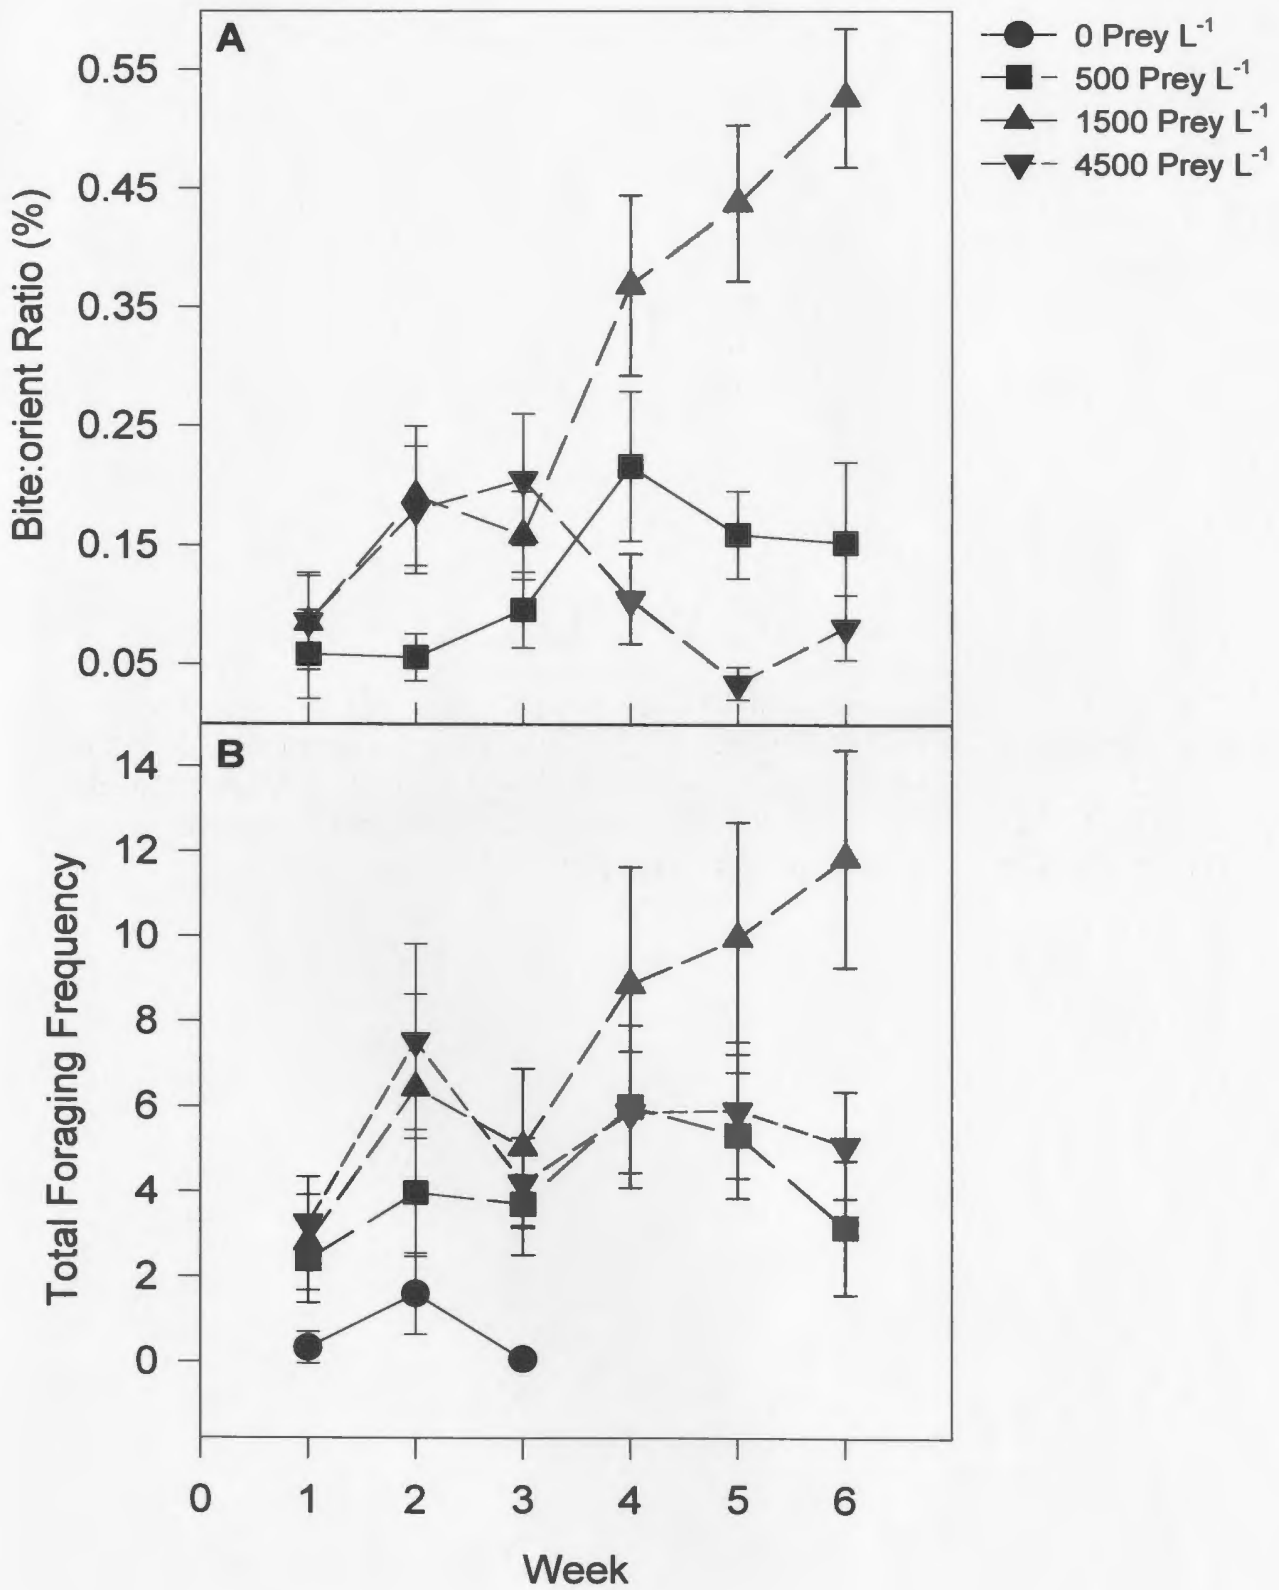 A
0 Prey L⁻¹
500 Prey L⁻¹
1500 Prey L⁻¹
4500 Prey L⁻¹
Bite:orient Ratio (%)
0.55
0.45
0.35
0.25
0.15
0.05
B
Total Foraging Frequency
14
12
10
8
6
4
2
0
0 1 2 3 4 5 6
Week